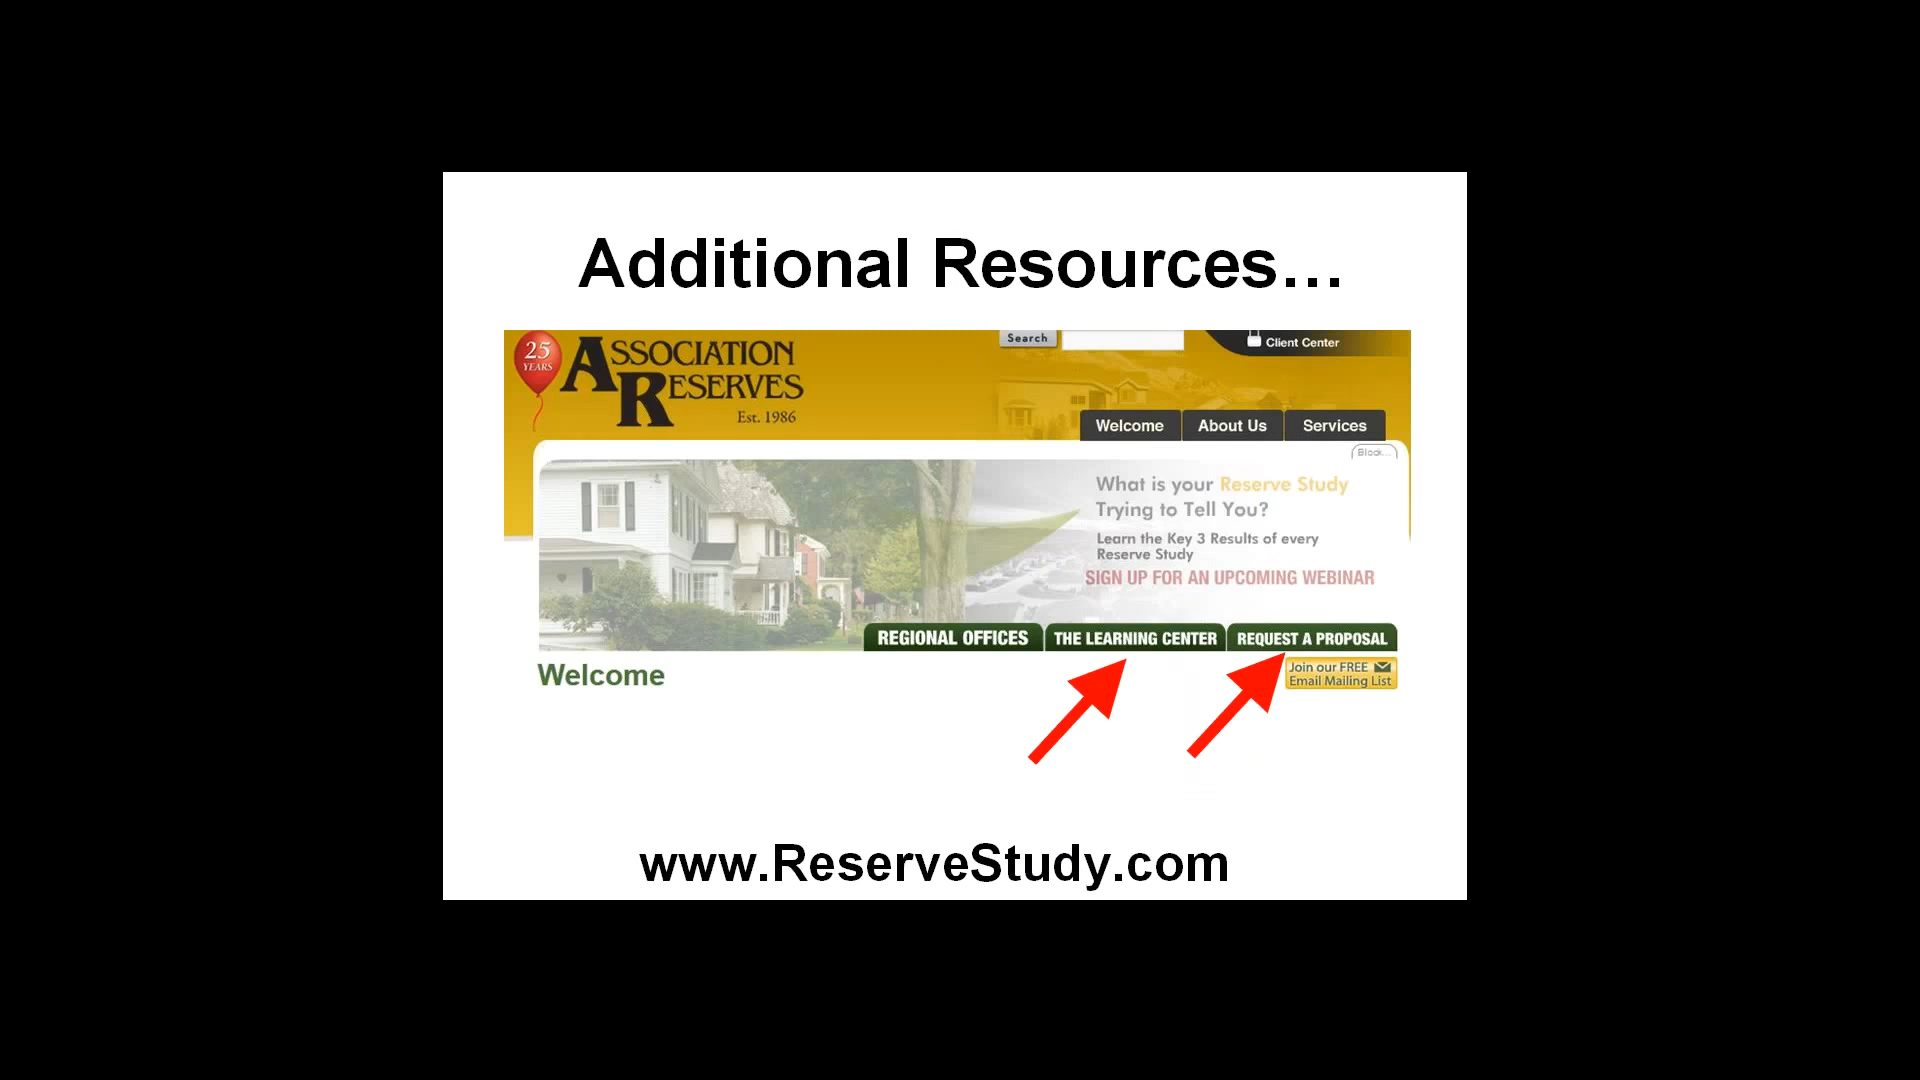 Additional Resources...
25
YEARS
ASSOCIATION
RESERVES
Est. 1986
Search
Client Center
Welcome
About Us
Services
What is your Reserve Study
Trying to Tell You?
Learn the Key 3 Results of every
Reserve Study
SIGN UP FOR AN UPCOMING WEBINAR
REGIONAL OFFICES
THE LEARNING CENTER
REQUEST A PROPOSAL
Welcome
Join our FREE
Email Mailing List
www.ReserveStudy.com